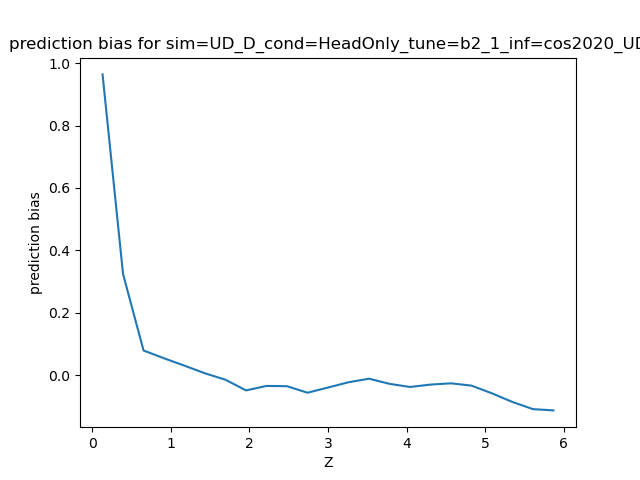 prediction bias for sim=UD_D_cond=HeadOnly_tune=b2_1_inf=cos2020_UD
1.0
0.8
0.6
0.4
0.2
0.0
prediction bias
0 1 2 3 4 5 6
Z